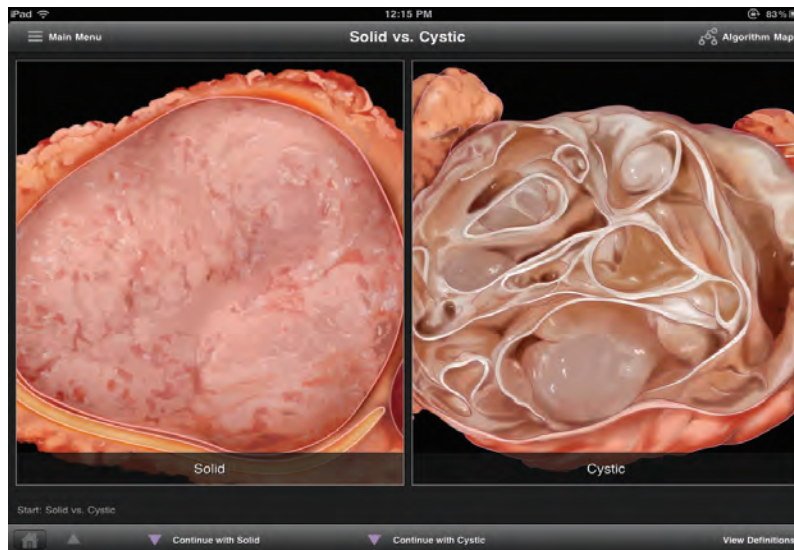 iPad 12:15 PM 83%
Main Menu Solid vs. Cystic Algorithm Map
Solid Cystic
Start: Solid vs. Cystic
Continue with Solid Continue with Cystic View Definitions